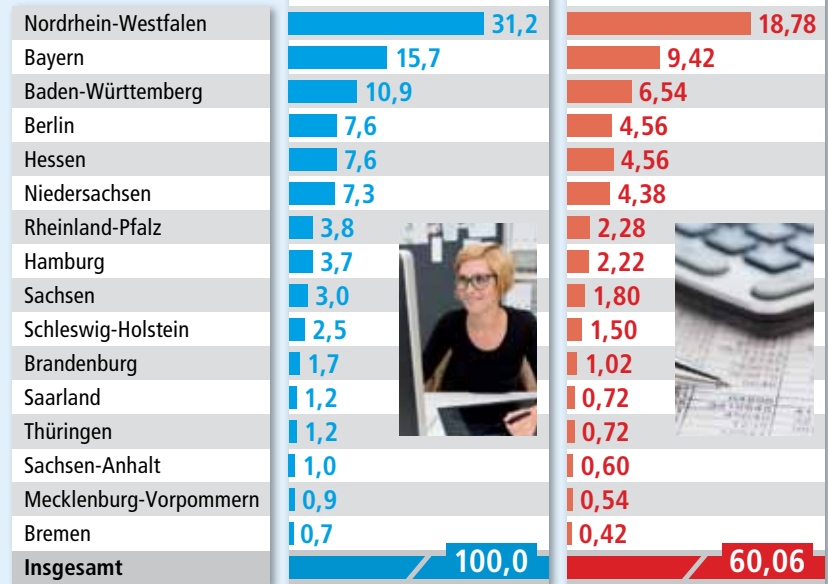 Nordrhein-Westfalen 31,2 18,78
Bayern 15,7 9,42
Baden-Württemberg 10,9 6,54
Berlin 7,6 4,56
Hessen 7,6 4,56
Niedersachsen 7,3 4,38
Rheinland-Pfalz 3,8 2,28
Hamburg 3,7 2,22
Sachsen 3,0 1,80
Schleswig-Holstein 2,5 1,50
Brandenburg 1,7 1,02
Saarland 1,2 0,72
Thüringen 1,2 0,72
Sachsen-Anhalt 1,0 0,60
Mecklenburg-Vorpommern 0,9 0,54
Bremen 0,7 0,42
Insgesamt 100,0 60,06